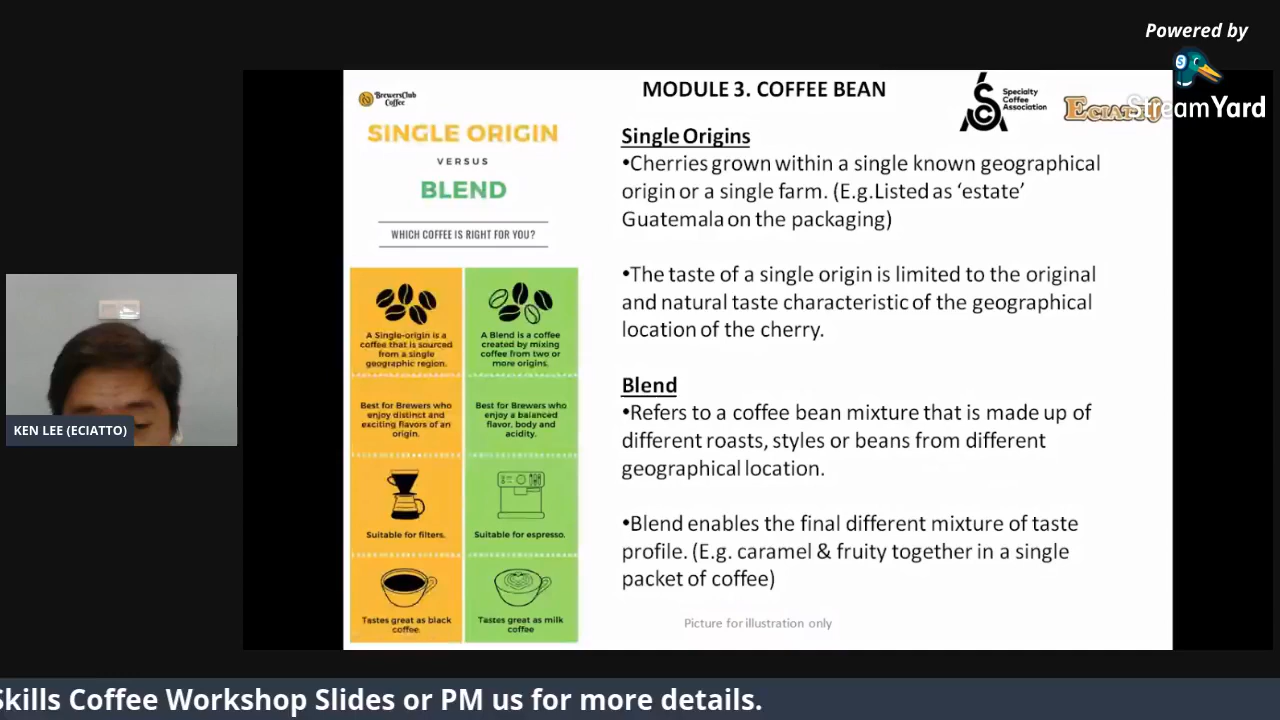 Powered by
StreamYard
BrewersClub
Coffee
MODULE 3. COFFEE BEAN
Specialty
Coffee
Association
ECIATTO
SINGLE ORIGIN
VERSUS
BLEND
WHICH COFFEE IS RIGHT FOR YOU?
A Single-origin is a
coffee that is sourced
from a single
geographic region.
A Blend is a coffee
created by mixing
coffee from two or
more origins.
Best for Brewers who
enjoy distinct and
exciting flavors of an
origin.
Best for Brewers who
enjoy a balanced
flavor, body and
acidity.
Suitable for filters.
Suitable for espresso.
Tastes great as black
coffee.
Tastes great as milk
coffee
Single Origins
•Cherries grown within a single known geographical
origin or a single farm. (E.g.Listed as ‘estate’
Guatemala on the packaging)
•The taste of a single origin is limited to the original
and natural taste characteristic of the geographical
location of the cherry.
Blend
•Refers to a coffee bean mixture that is made up of
different roasts, styles or beans from different
geographical location.
•Blend enables the final different mixture of taste
profile. (E.g. caramel & fruity together in a single
packet of coffee)
Picture for illustration only
KEN LEE (ECIATTO)
Skills Coffee Workshop Slides or PM us for more details.